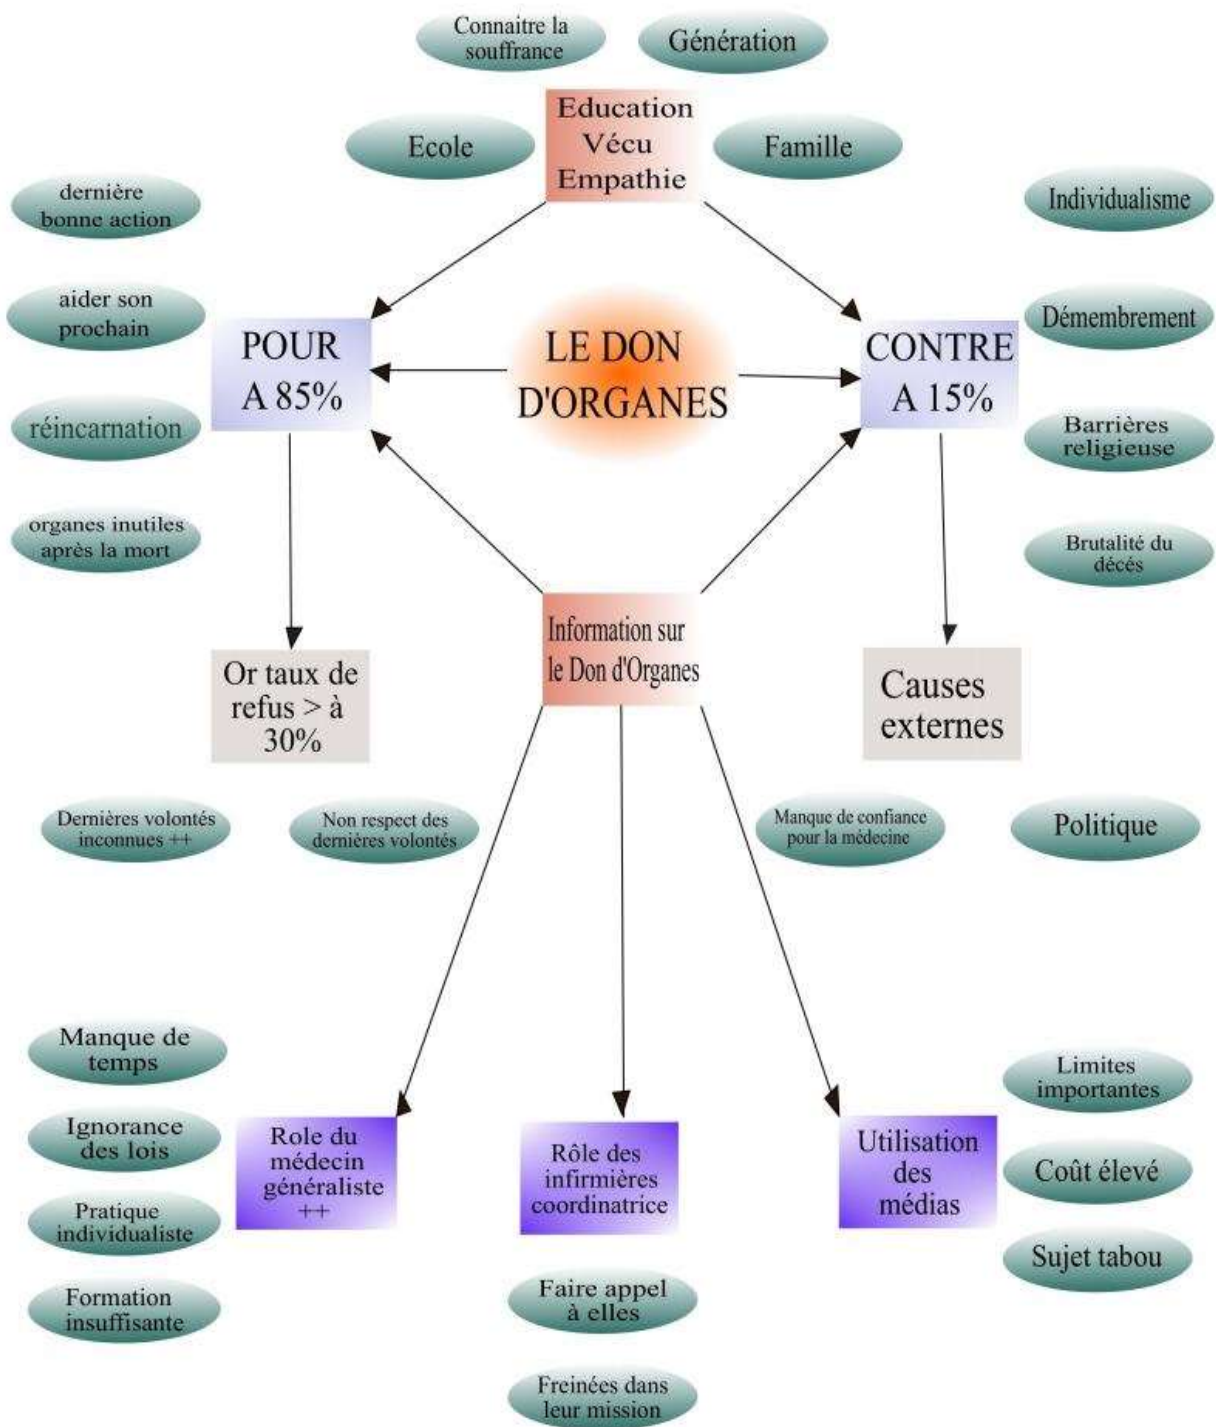 Connaitre la
souffrance
Génération
Education
Vécu
Empathie
Ecole
Famille
dernière
bonne action
Individualisme
aider son
prochain
POUR
A 85%
LE DON
D'ORGANES
CONTRE
A 15%
Démembrement
réincarnation
Barrières
religieuse
organes inutiles
après la mort
Brutalité du
décés
Information sur
le Don d'Organes
Or taux de
refus > à
30%
Causes
externes
Dernières volontés
inconnues ++
Non respect des
dernières volontés
Manque de confiance
pour la médecine
Politique
Manque de
temps
Ignorance
des lois
Pratique
individualiste
Formation
insuffisante
Role du
médecin
généraliste
++
Rôle des
infirmières
coordinatrice
Utilisation
des
médias
Limites
importantes
Coût élevé
Sujet tabou
Faire appel
à elles
Freinées dans
leur mission